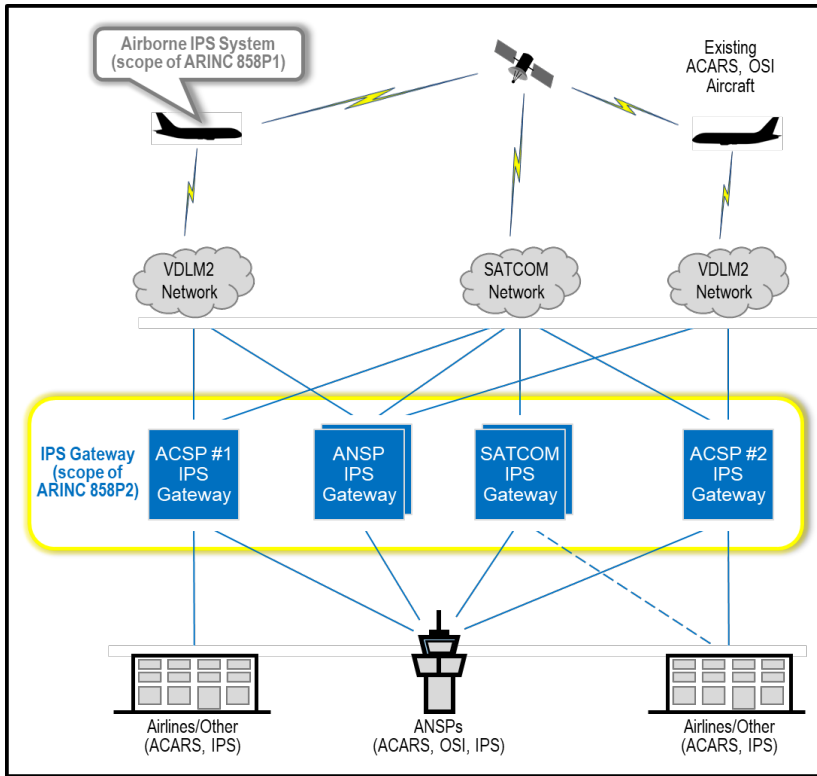 Airborne IPS System
(scope of ARINC 858P1)
Existing
ACARS, OSI
Aircraft
VDLM2
Network
SATCOM
Network
VDLM2
Network
IPS Gateway
(scope of
ARINC 858P2)
ACSP #1
IPS
Gateway
ANSP
IPS
Gateway
SATCOM
IPS
Gateway
ACSP #2
IPS
Gateway
Airlines/Other
(ACARS, IPS)
ANSPs
(ACARS, OSI, IPS)
Airlines/Other
(ACARS, IPS)